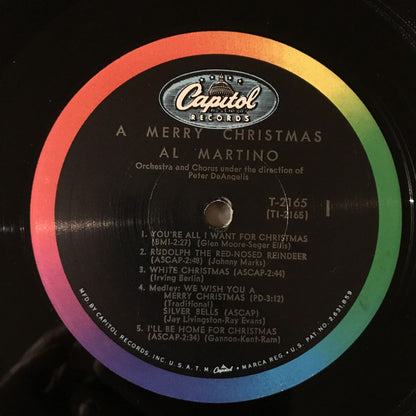 Capitol
RECORDS
A MERRY CHRISTMAS
AL MARTINO
Orchestra and Chorus under the direction of
Peter DeAngelis
T-2165
(T1-2165)
1
1. YOU'RE ALL I WANT FOR CHRISTMAS
(BMI-2:27) (Glen Moore-Seger Ellis)
2. RUDOLPH THE RED-NOSED REINDEER
(ASCAP-2:48) (Johnny Marks)
3. WHITE CHRISTMAS (ASCAP-2:44)
(Irving Berlin)
4. Medley: WE WISH YOU A
MERRY CHRISTMAS (PD-3:12)
(Traditional)
SILVER BELLS (ASCAP)
(Jay Livingston-Ray Evans)
5. I'LL BE HOME FOR CHRISTMAS
(ASCAP-2:34) (Gannon-Kent-Ram)
MFD. BY CAPITOL RECORDS, INC. U.S.A. T.M. Capitol MARCA REG. • U.S. PAT. NO. 2,631,859